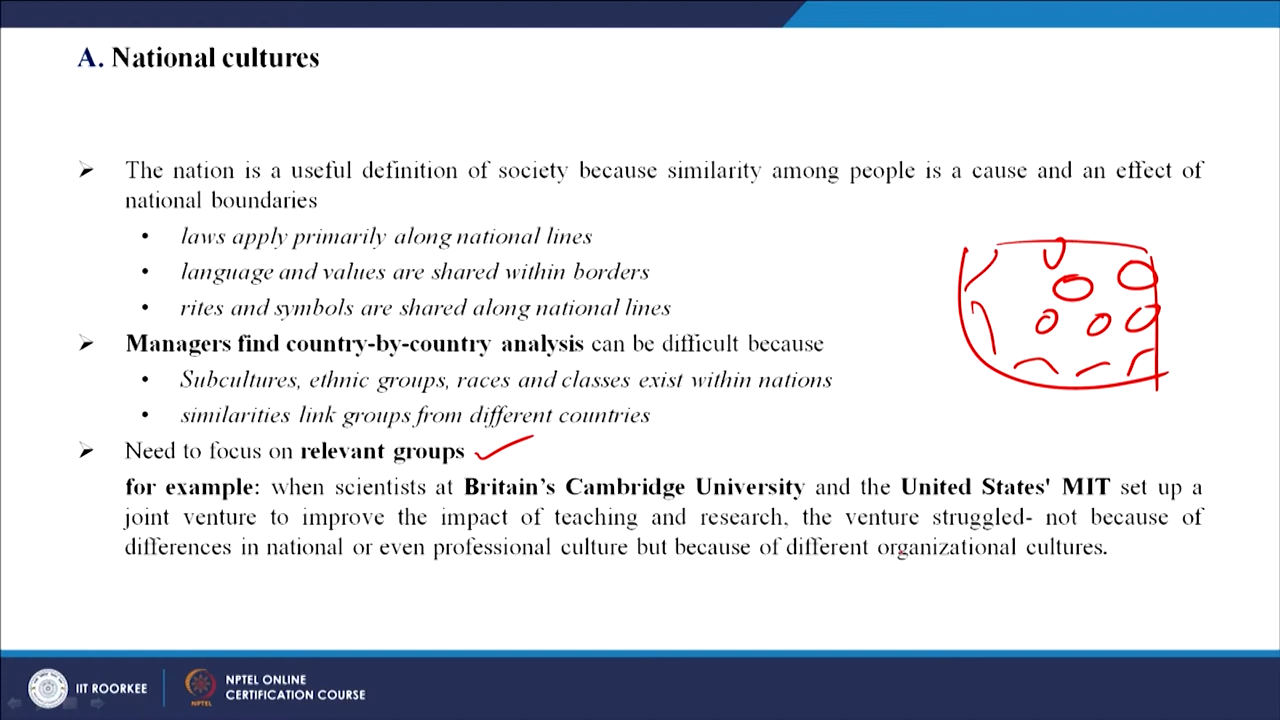 A. National cultures
➢ The nation is a useful definition of society because similarity among people is a cause and an effect of
national boundaries
• laws apply primarily along national lines
• language and values are shared within borders
• rites and symbols are shared along national lines
➢ Managers find country-by-country analysis can be difficult because
• Subcultures, ethnic groups, races and classes exist within nations
• similarities link groups from different countries
➢ Need to focus on relevant groups
for example: when scientists at Britain's Cambridge University and the United States' MIT set up a
joint venture to improve the impact of teaching and research, the venture struggled- not because of
differences in national or even professional culture but because of different organizational cultures.
IIT ROORKEE
NPTEL
NPTEL ONLINE
CERTIFICATION COURSE